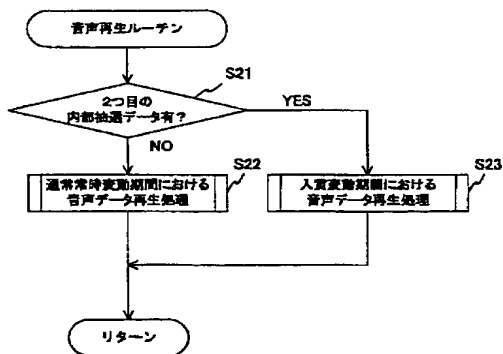 音声再生ルーチン
S21
2つ目の
内部抽選データ有?
YES
NO
S22
通常常時変動期間における
音声データ再生処理
S23
入賞変動期間における
音声データ再生処理
リターン